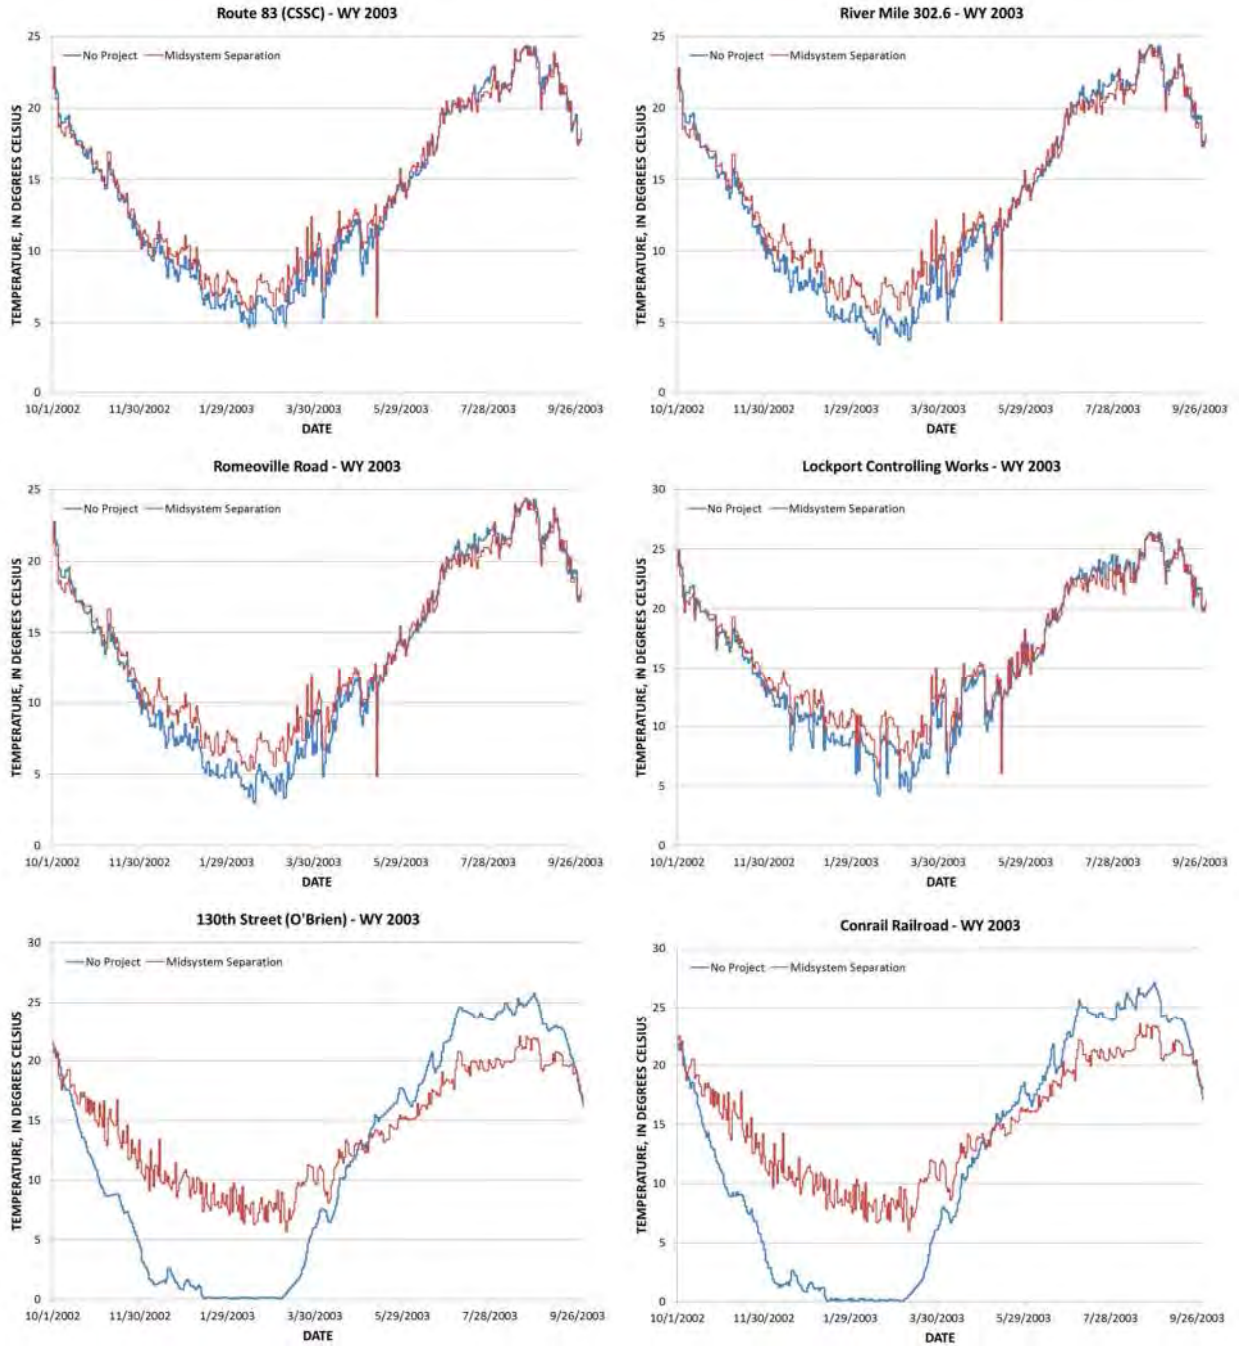 Route 83 (CSSC) - WY 2003
TEMPERATURE, IN DEGREES CELSIUS
25
20
15
10
5
0
No Project
Midsystem Separation
10/1/2002 11/30/2002 1/29/2003 3/30/2003 5/29/2003 7/28/2003 9/26/2003
DATE
River Mile 302.6 - WY 2003
TEMPERATURE, IN DEGREES CELSIUS
25
20
15
10
5
0
No Project
Midsystem Separation
10/1/2002 11/30/2002 1/29/2003 3/30/2003 5/29/2003 7/28/2003 9/26/2003
DATE
Romeoville Road - WY 2003
TEMPERATURE, IN DEGREES CELSIUS
25
20
15
10
5
0
No Project
Midsystem Separation
10/1/2002 11/30/2002 1/29/2003 3/30/2003 5/29/2003 7/28/2003 9/26/2003
DATE
Lockport Controlling Works - WY 2003
TEMPERATURE, IN DEGREES CELSIUS
30
25
20
15
10
5
0
No Project
Midsystem Separation
10/1/2002 11/30/2002 1/29/2003 3/30/2003 5/29/2003 7/28/2003 9/26/2003
DATE
130th Street (O'Brien) - WY 2003
TEMPERATURE, IN DEGREES CELSIUS
30
25
20
15
10
5
0
No Project
Midsystem Separation
10/1/2002 11/30/2002 1/29/2003 3/30/2003 5/29/2003 7/28/2003 9/26/2003
DATE
Conrail Railroad - WY 2003
TEMPERATURE, IN DEGREES CELSIUS
30
25
20
15
10
5
0
No Project
Midsystem Separation
10/1/2002 11/30/2002 1/29/2003 3/30/2003 5/29/2003 7/28/2003 9/26/2003
DATE